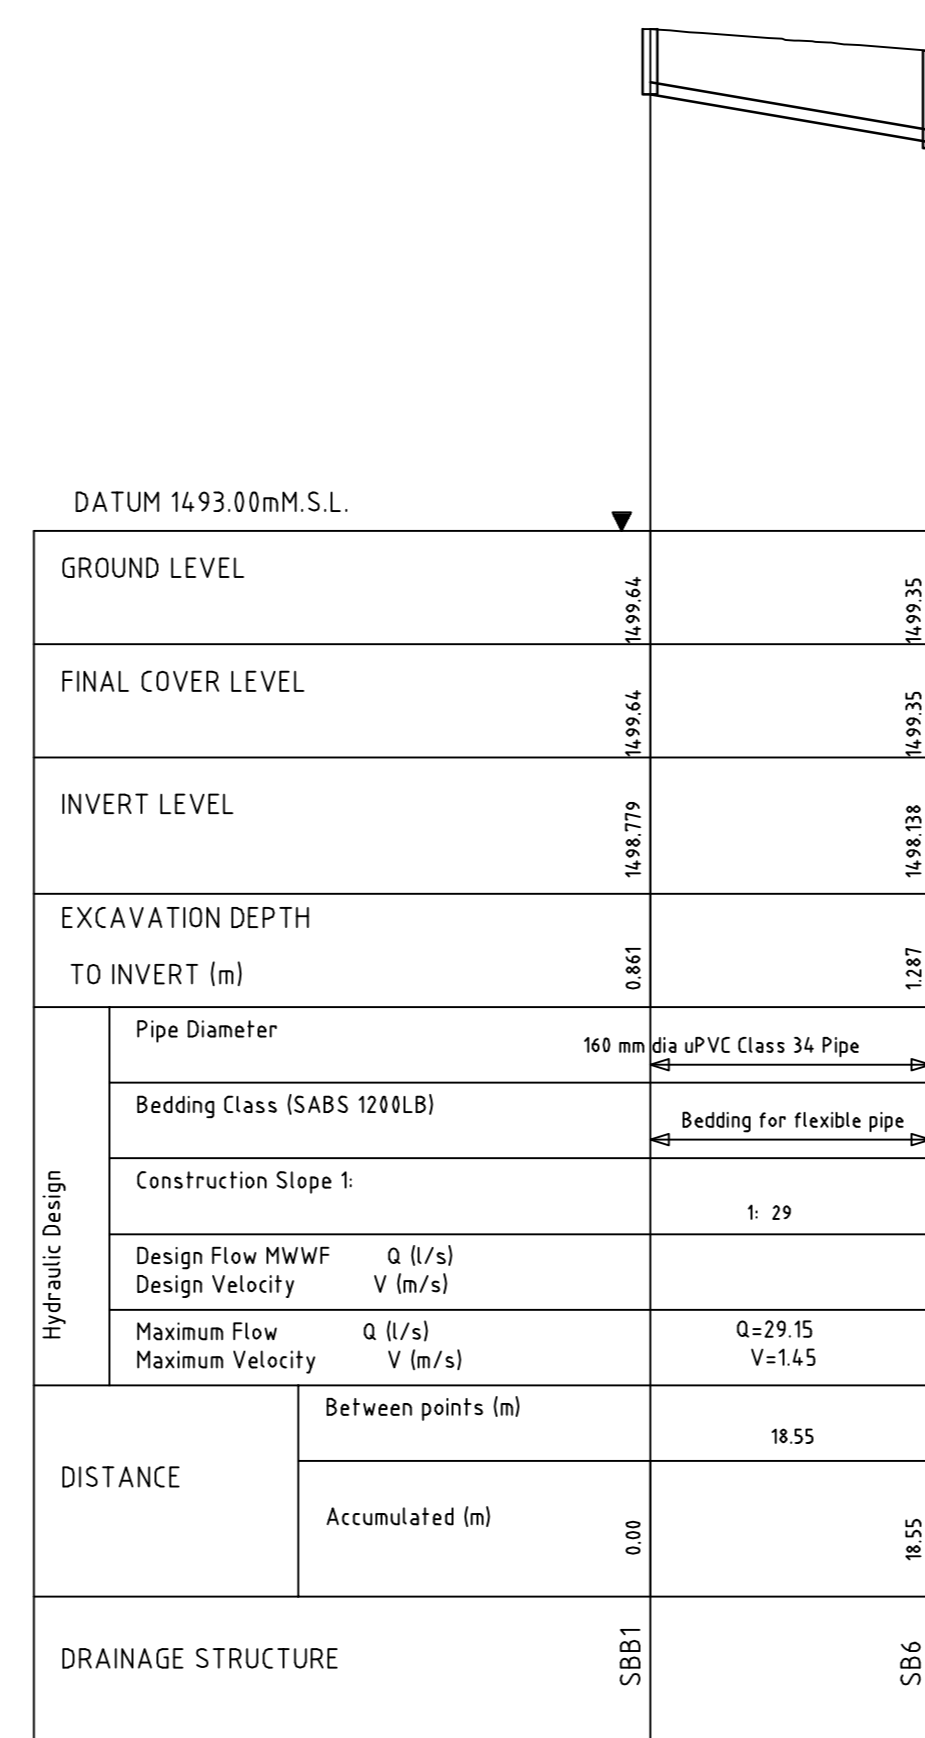 DATUM 1493.00mM.S.L.
GROUND LEVEL
1499.64
1499.35
FINAL COVER LEVEL
1499.64
1499.35
INVERT LEVEL
1498.779
1498.138
EXCAVATION DEPTH
TO INVERT (m)
0.861
1.287
Hydraulic Design
Pipe Diameter
160 mm dia uPVC Class 34 Pipe
Bedding Class (SABS 1200LB)
Bedding for flexible pipe
Construction Slope 1:
1: 29
Design Flow MWWF Q (l/s)
Design Velocity V (m/s)
Maximum Flow Q (l/s)
Maximum Velocity V (m/s)
Q=29.15
V=1.45
DISTANCE
Between points (m)
18.55
Accumulated (m)
0.00
18.55
DRAINAGE STRUCTURE
SBB1
SB6